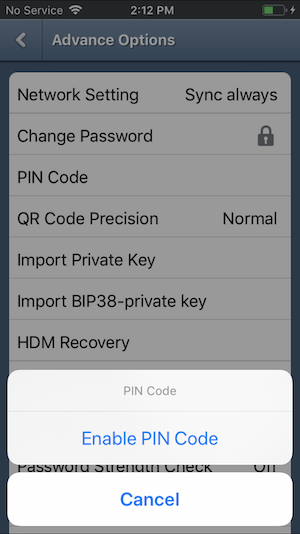 No Service 2:12 PM
Advance Options
Network Setting Sync always
Change Password
PIN Code
QR Code Precision Normal
Import Private Key
Import BIP38-private key
HDM Recovery
PIN Code
Enable PIN Code
Password Strength Check Off
Cancel